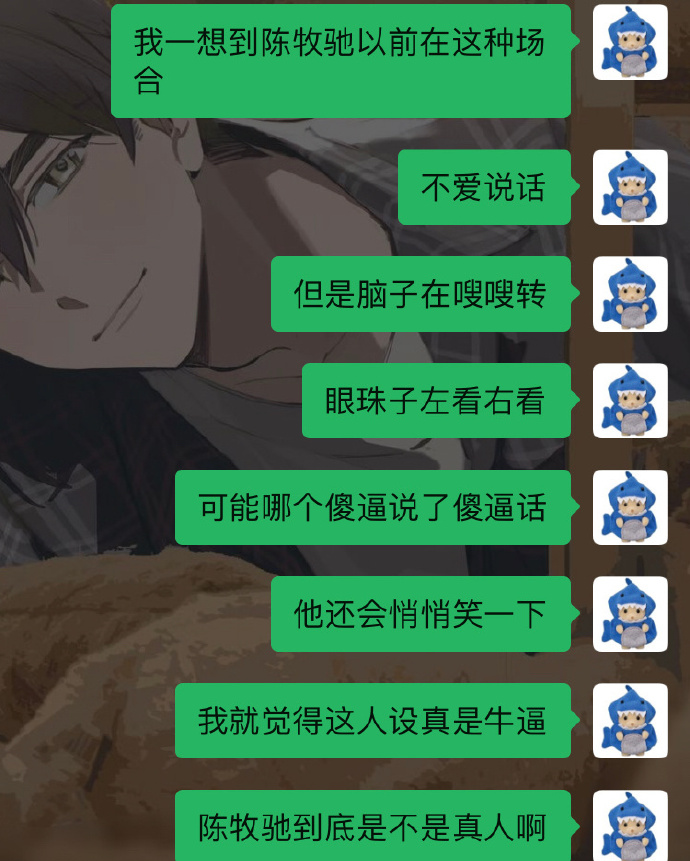 我一想到陈牧驰以前在这种场
合
不爱说话
但是脑子在嗖嗖转
眼珠子左看右看
可能哪个傻逼说了傻逼话
他还会悄悄笑一下
我就觉得这人设真是牛逼
陈牧驰到底是不是真人啊